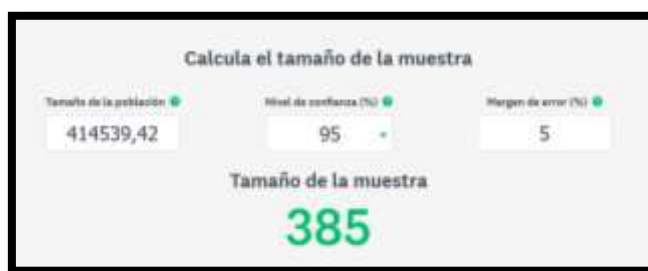 Calcula el tamaño de la muestra
Tamaño de la población ?
Nivel de confianza (%) ?
Margen de error (%) ?
414539,42
95
5
Tamaño de la muestra
385